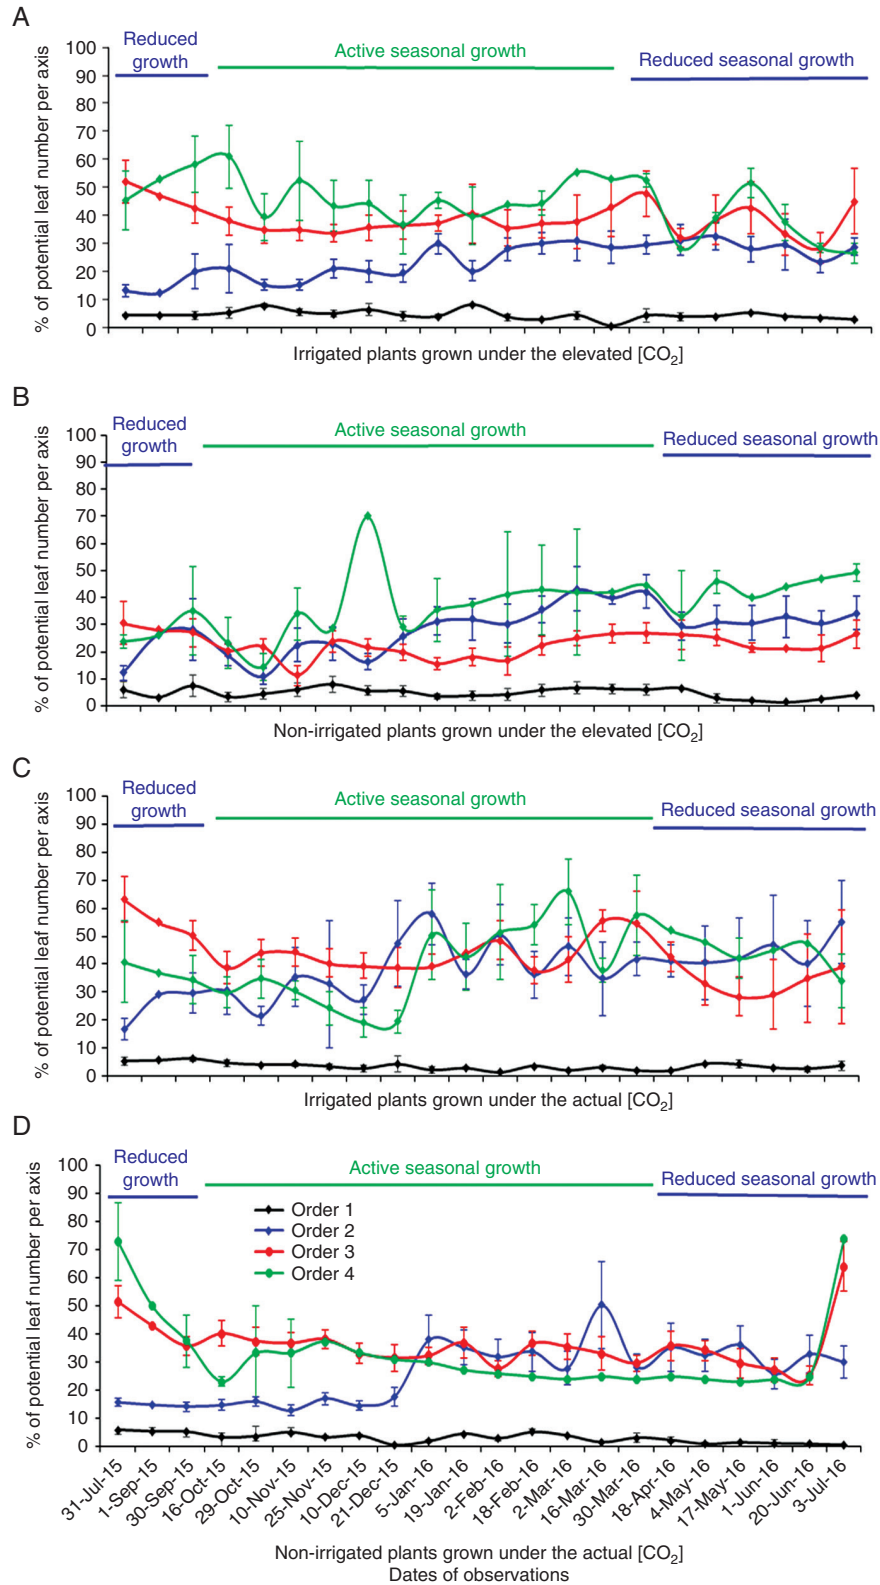 A
Reduced
growth
Active seasonal growth
Reduced seasonal growth
% of potential leaf number per axis
100
90
80
70
60
50
40
30
20
10
0
Irrigated plants grown under the elevated [CO2]
B
Reduced
growth
Active seasonal growth
Reduced seasonal growth
% of potential leaf number per axis
100
90
80
70
60
50
40
30
20
10
0
Non-irrigated plants grown under the elevated [CO2]
C
Reduced
growth
Active seasonal growth
Reduced seasonal growth
% of potential leaf number per axis
100
90
80
70
60
50
40
30
20
10
0
Irrigated plants grown under the actual [CO2]
D
Reduced
growth
Active seasonal growth
Reduced seasonal growth
% of potential leaf number per axis
100
90
80
70
60
50
40
30
20
10
0
Order 1
Order 2
Order 3
Order 4
31-Jul-15
1-Sep-15
30-Sep-15
16-Oct-15
29-Oct-15
10-Nov-15
25-Nov-15
10-Dec-15
21-Dec-15
5-Jan-16
19-Jan-16
2-Feb-16
18-Feb-16
2-Mar-16
16-Mar-16
30-Mar-16
18-Apr-16
4-May-16
17-May-16
1-Jun-16
20-Jun-16
3-Jul-16
Non-irrigated plants grown under the actual [CO2]
Dates of observations